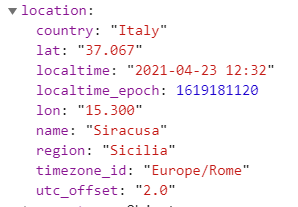 location:
country: "Italy"
lat: "37.067"
localtime: "2021-04-23 12:32"
localtime_epoch: 1619181120
lon: "15.300"
name: "Siracusa"
region: "Sicilia"
timezone_id: "Europe/Rome"
utc_offset: "2.0"